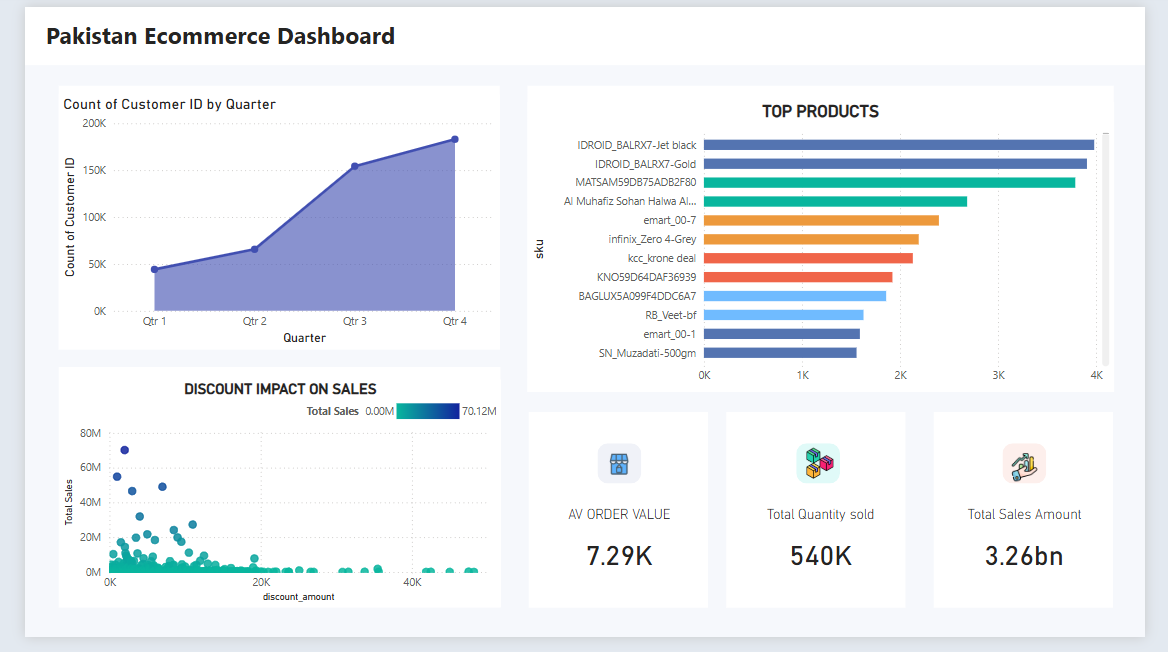 Pakistan Ecommerce Dashboard
Count of Customer ID by Quarter
Count of Customer ID
200K
150K
100K
50K
0K
Qtr 1 Qtr 2 Qtr 3 Qtr 4
Quarter
TOP PRODUCTS
sku
IDROID_BALRX7-Jet black
IDROID_BALRX7-Gold
MATSAM59DB75ADB2F80
Al Muhafiz Sohan Halwa Al...
emart_00-7
infinix_Zero 4-Grey
kcc_krone deal
KNO59D64DAF36939
BAGLUX5A099F4DDC6A7
RB_Veet-bf
emart_00-1
SN_Muzadati-500gm
0K 1K 2K 3K 4K
DISCOUNT IMPACT ON SALES
Total Sales 0.00M 70.12M
Total Sales
80M
60M
40M
20M
0M
0K 20K 40K
discount_amount
AV ORDER VALUE
7.29K
Total Quantity sold
540K
Total Sales Amount
3.26bn